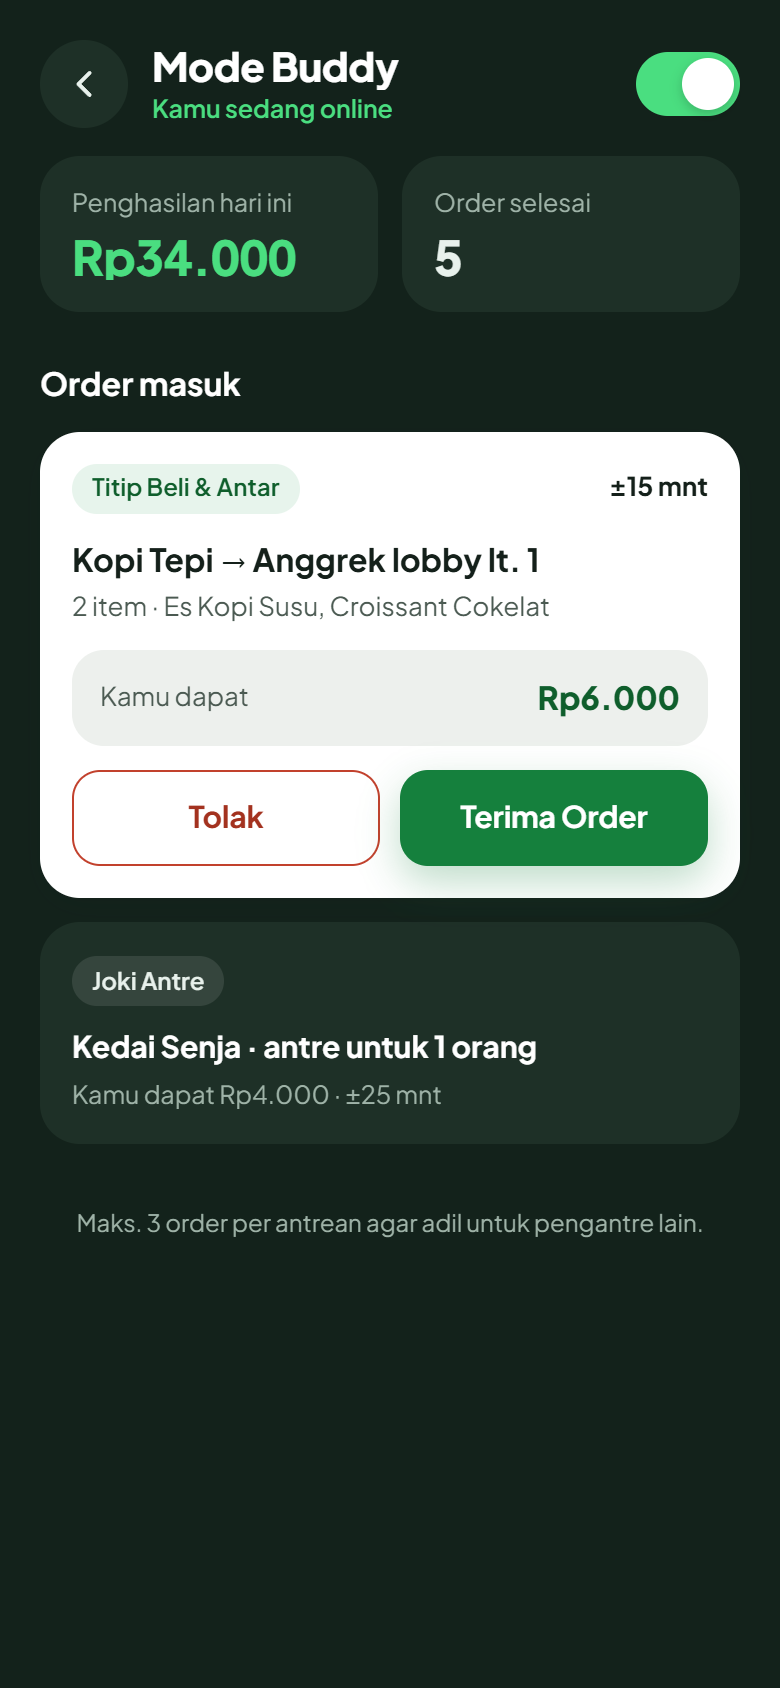 Mode Buddy
Kamu sedang online
Penghasilan hari ini
Rp34.000
Order selesai
5
Order masuk
Titip Beli & Antar
±15 mnt
Kopi Tepi → Anggrek lobby lt. 1
2 item · Es Kopi Susu, Croissant Cokelat
Kamu dapat
Rp6.000
Tolak
Terima Order
Joki Antre
Kedai Senja · antre untuk 1 orang
Kamu dapat Rp4.000 · ±25 mnt
Maks. 3 order per antrean agar adil untuk pengantre lain.